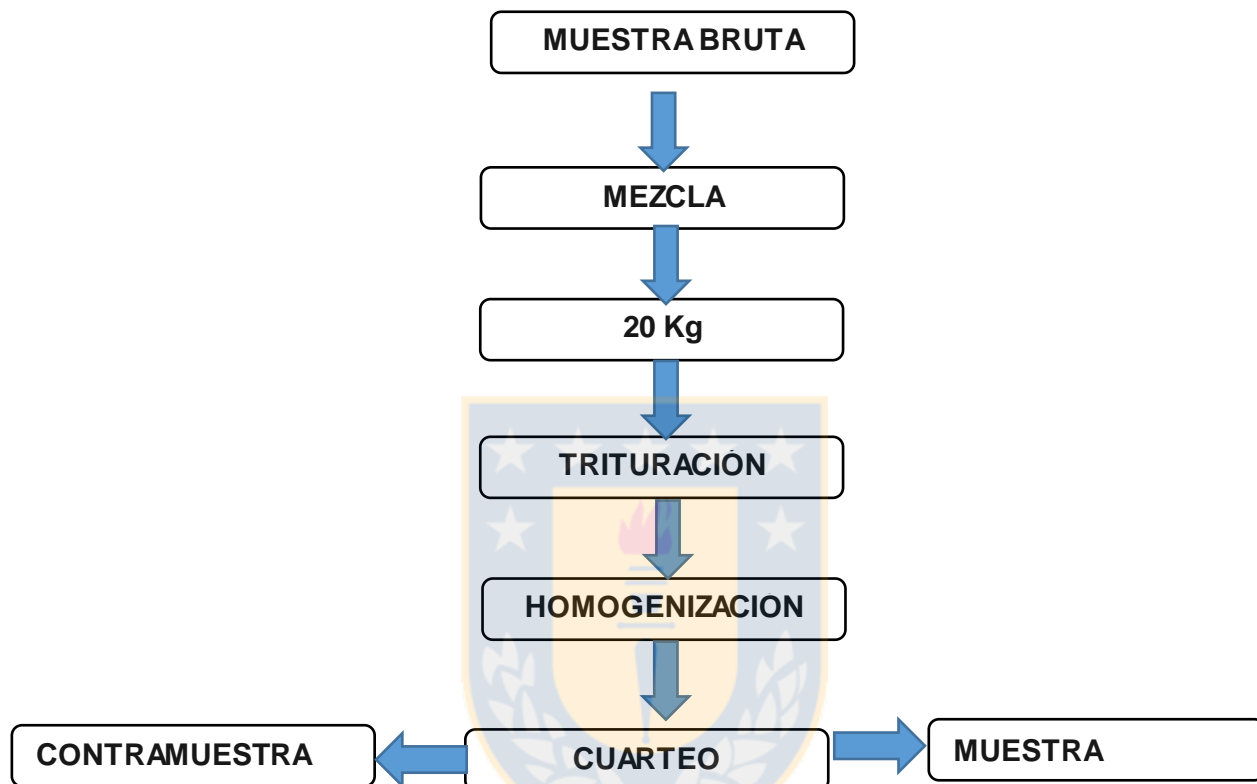 MUESTRA BRUTA
MEZCLA
20 Kg
TRITURACIÓN
HOMOGENIZACION
CONTRAMUESTRA
CUARTEO
MUESTRA